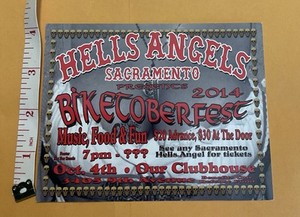 HELLS ANGELS
SACRAMENTO
PRESENTS
2014
BIKETOBERFEST
Music, Food & Fun $20 Advance, $30 At The Door
7pm - ???
See any Sacramento
Hells Angel for tickets
Oct. 4th • Our Clubhouse